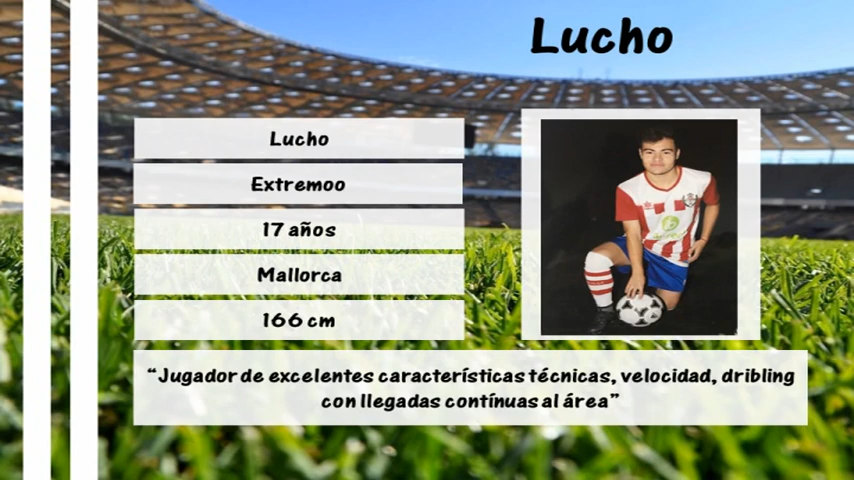 Lucho
Lucho
Extremoo
17 años
Mallorca
166 cm
“Jugador de excelentes características técnicas, velocidad, dribling
con llegadas contínuas al área”